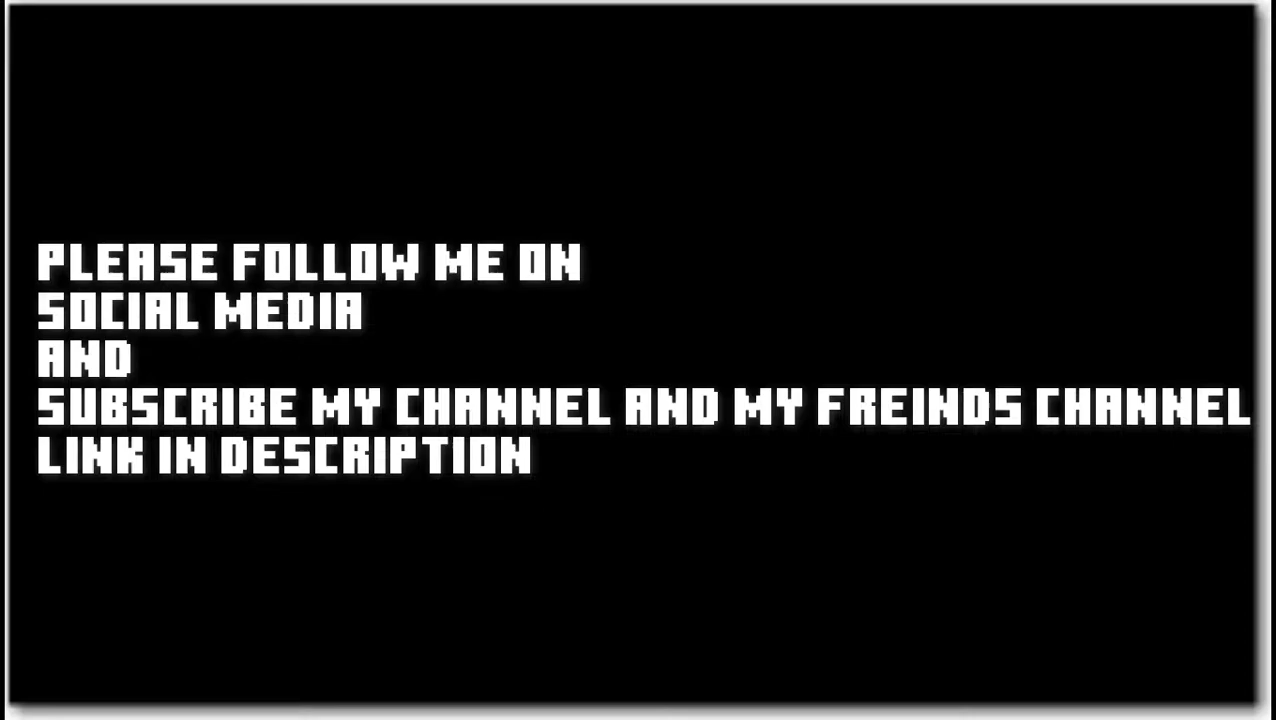 PLEASE FOLLOW ME ON
SOCIAL MEDIA
AND
SUBSCRIBE MY CHANNEL AND MY FREINDS CHANNEL
LINK IN DESCRIPTION